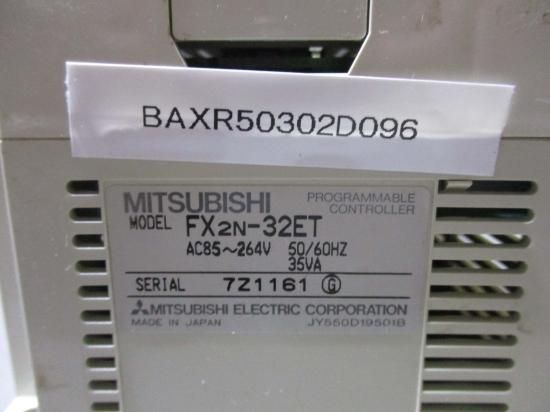 BAXR50302D096
MITSUBISHI PROGRAMMABLE CONTROLLER
MODEL FX2N-32ET
AC85~264V 50/60HZ
35VA
SERIAL 7Z1161 Ⓖ
MITSUBISHI ELECTRIC CORPORATION
MADE IN JAPAN JY550D19501B